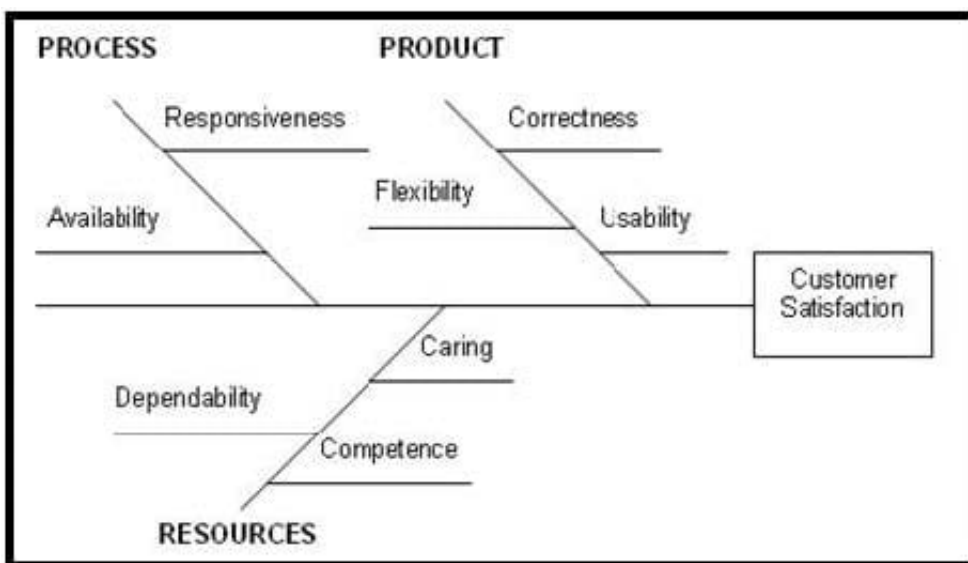 PROCESS
PRODUCT
Responsiveness
Correctness
Flexibility
Availability
Usability
Customer
Satisfaction
Caring
Dependability
Competence
RESOURCES